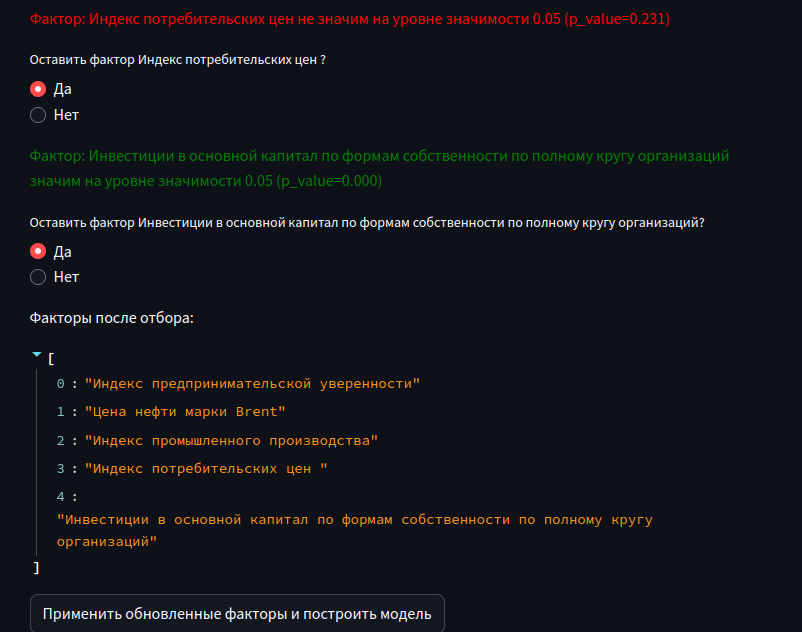 Фактор: Индекс потребительских цен не значим на уровне значимости 0.05 (p_value=0.231)
Оставить фактор Индекс потребительских цен ?
Да
Нет
Фактор: Инвестиции в основной капитал по формам собственности по полному кругу организаций
значим на уровне значимости 0.05 (p_value=0.000)
Оставить фактор Инвестиции в основной капитал по формам собственности по полному кругу организаций?
Да
Нет
Факторы после отбора:
[
0 : "Индекс предпринимательской уверенности"
1 : "Цена нефти марки Brent"
2 : "Индекс промышленного производства"
3 : "Индекс потребительских цен "
4 :
"Инвестиции в основной капитал по формам собственности по полному кругу
организаций"
]
Применить обновленные факторы и построить модель